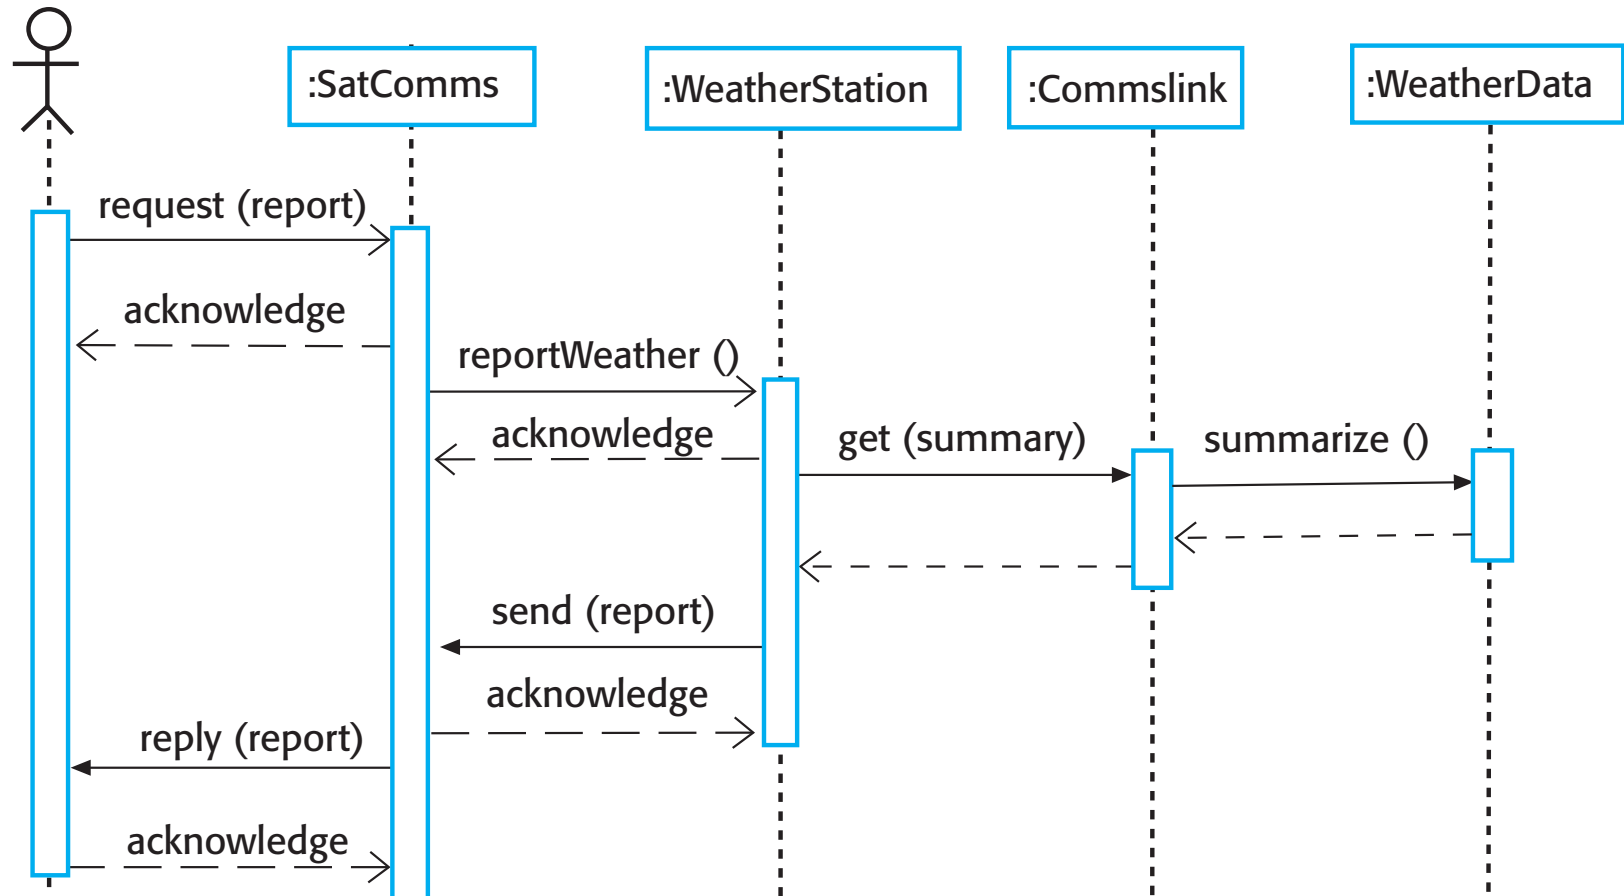 :SatComms
:WeatherStation
:Commslink
:WeatherData
request (report)
acknowledge
reportWeather ()
acknowledge
get (summary)
summarize ()
send (report)
acknowledge
reply (report)
acknowledge